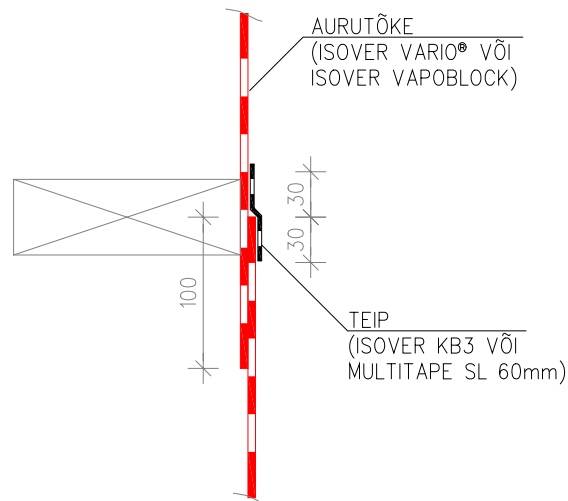 AURUTÕKE
(ISOVER VARIO® VÕI
ISOVER VAPOBLOCK)
30
30
100
TEIP
(ISOVER KB3 VÕI
MULTITAPE SL 60mm)